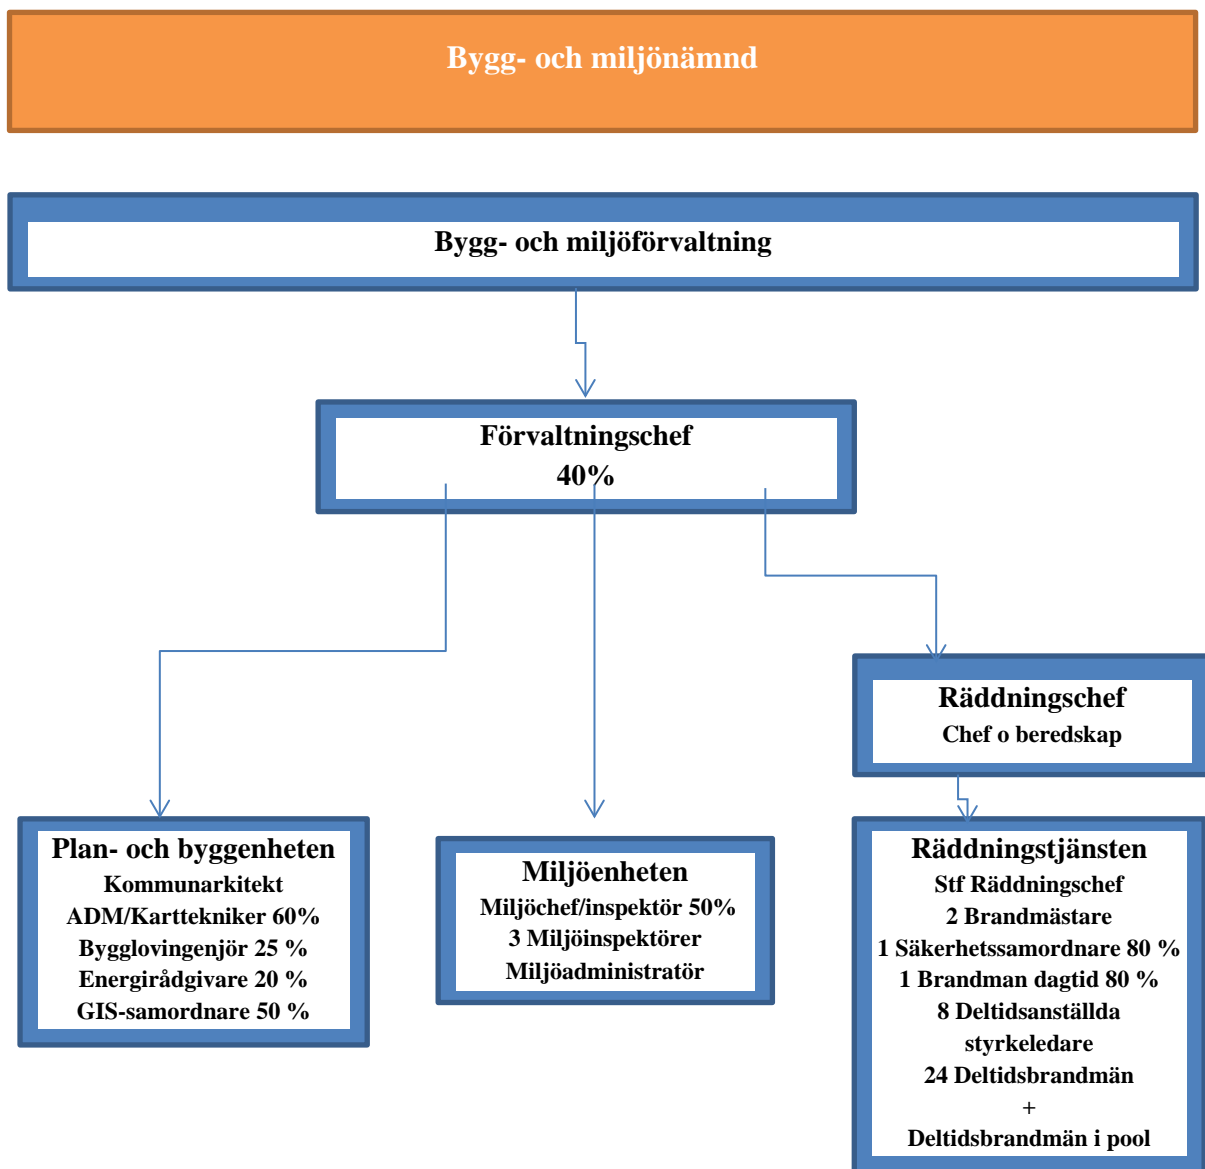 Bygg- och miljönämnd
Bygg- och miljöförvaltning
Förvaltningschef
40%
Räddningschef
Chef o beredskap
Plan- och byggenheten
Kommunarkitekt
ADM/Karttekniker 60%
Bygglovingenjör 25 %
Energirådgivare 20 %
GIS-samordnare 50 %
Miljöenheten
Miljöchef/inspektör 50%
3 Miljöinspektörer
Miljöadministratör
Räddningstjänsten
Stf Räddningschef
2 Brandmästare
1 Säkerhetssamordnare 80 %
1 Brandman dagtid 80 %
8 Deltidsanställda
styrkeledare
24 Deltidsbrandmän
+
Deltidsbrandmän i pool